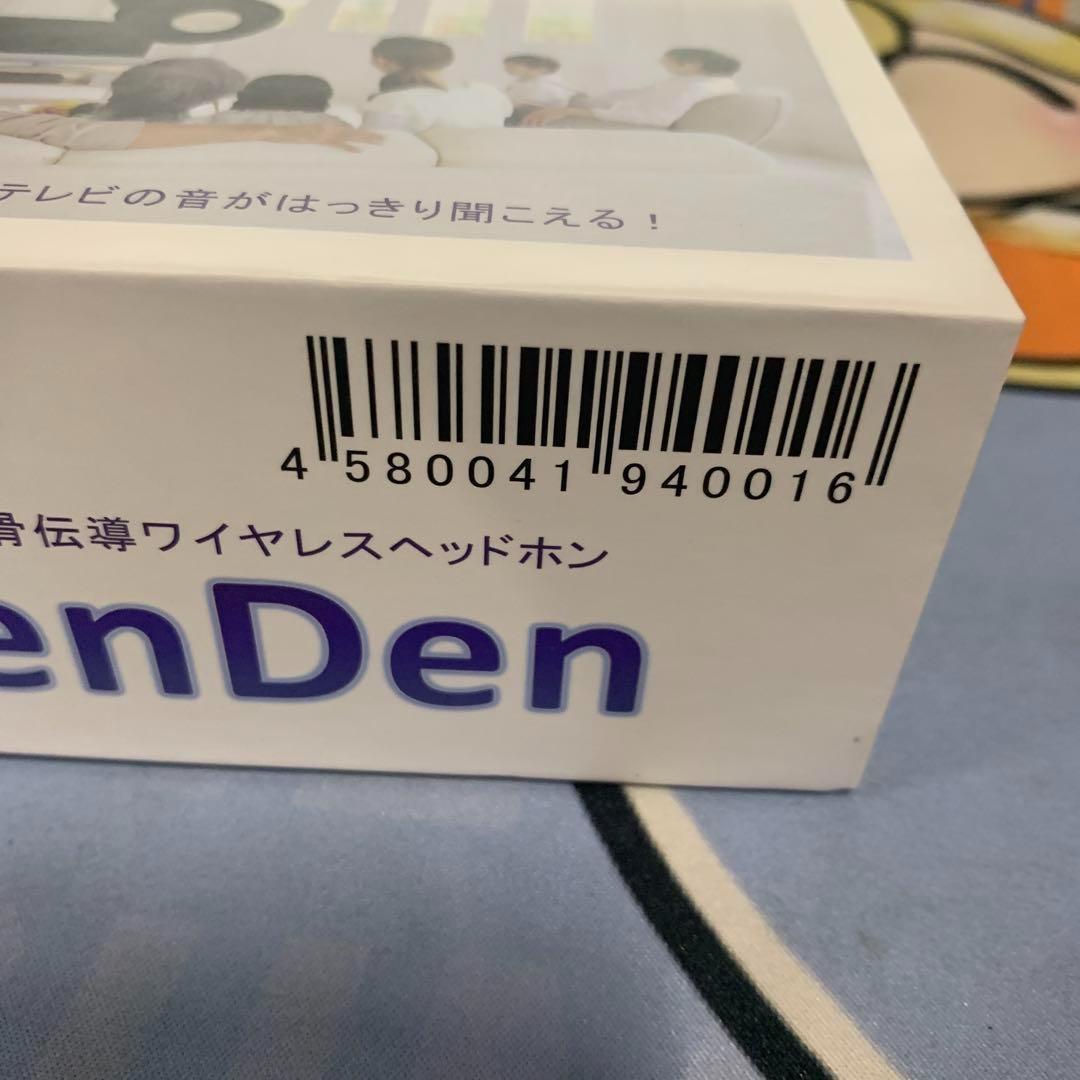 テレビの音がはっきり聞こえる！
4 580041 940016
骨伝導ワイヤレスヘッドホン
enDen